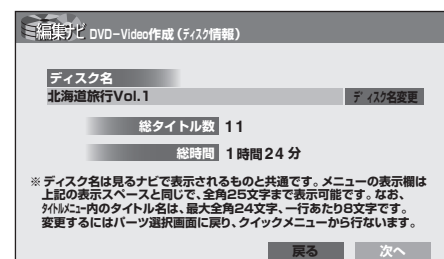 編集ナビ DVD-Video作成(ディスク情報)
ディスク名
北海道旅行Vol.1 ディスク名変更
総タイトル数 11
総時間 1時間24分
※ディスク名は見るナビで表示されるものと共通です。メニューの表示欄は
上記の表示スペースと同じで、全角25文字まで表示可能です。なお、
タイトルメニュー内のタイトル名は、最大全角24文字、一行あたり8文字です。
変更するにはパーツ選択画面に戻り、クイックメニューから行ないます。
戻る 次へ